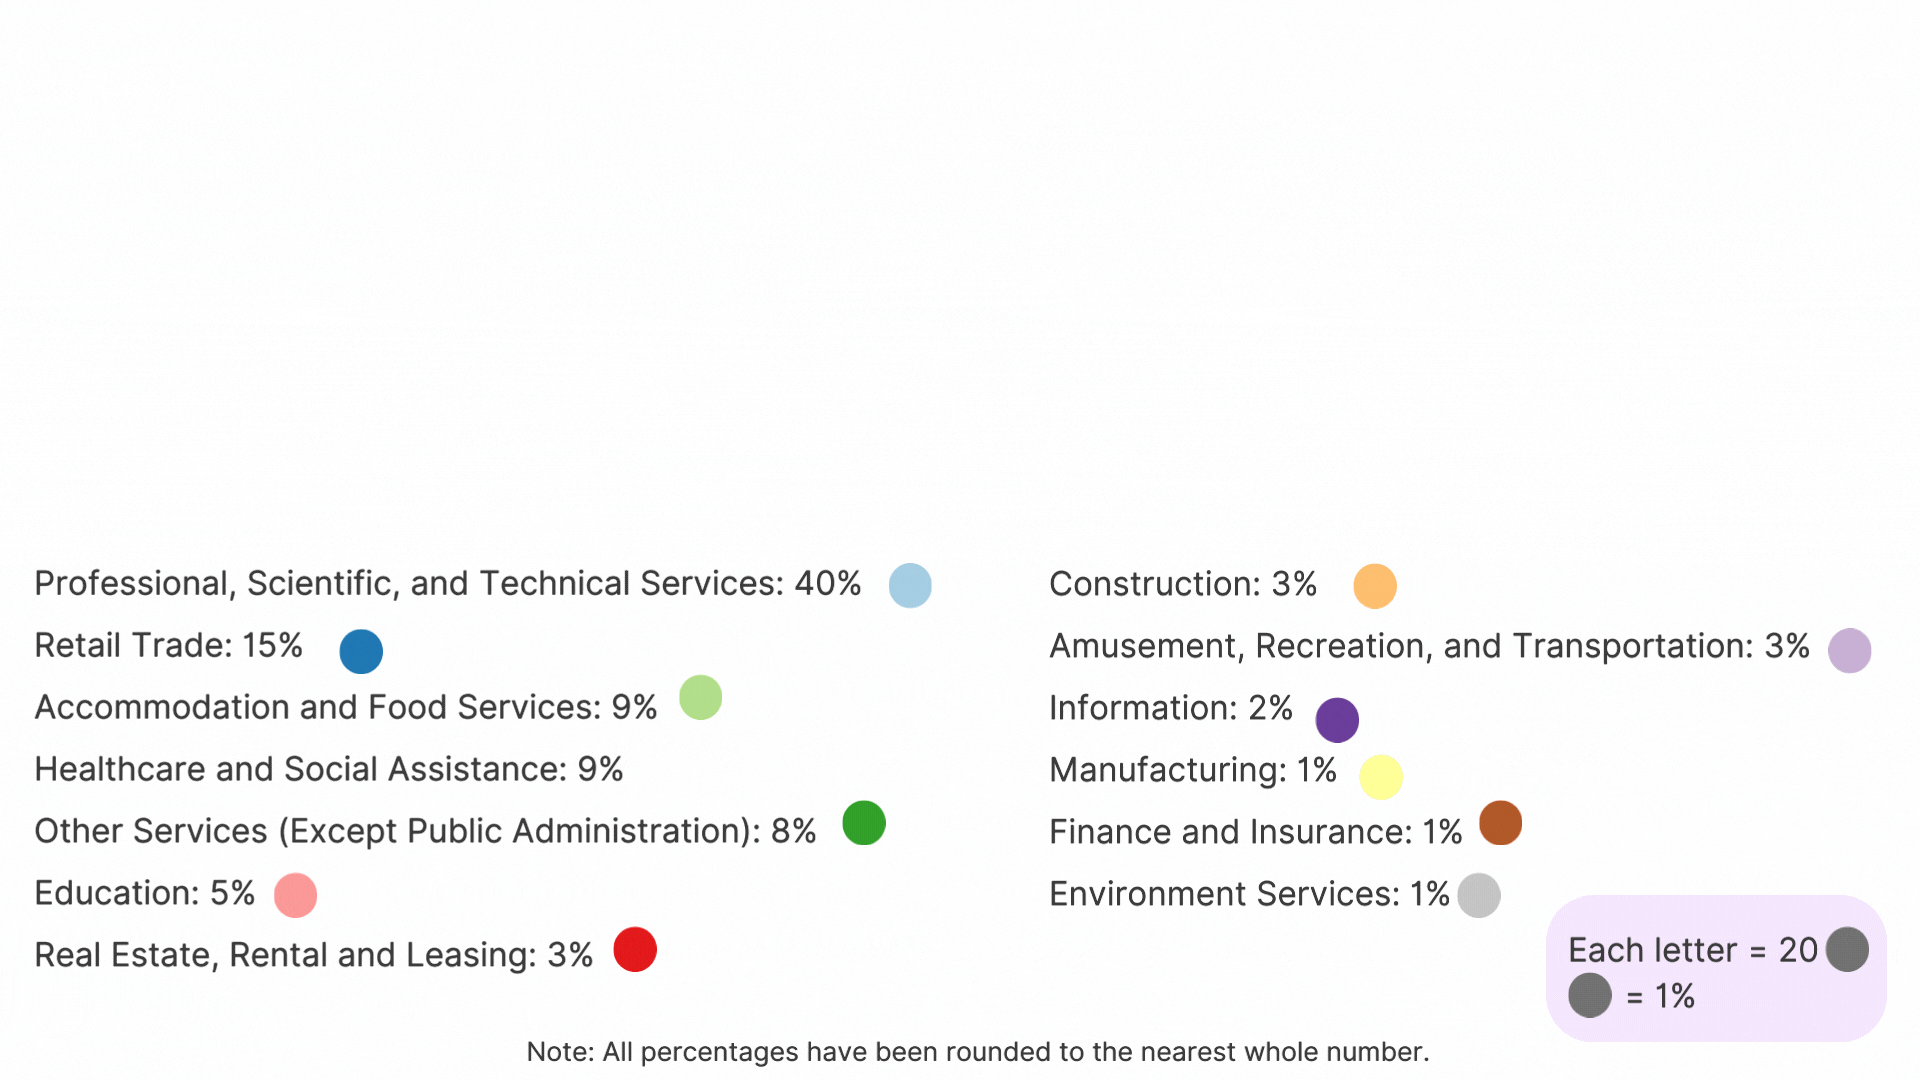 Professional, Scientific, and Technical Services: 40%
Retail Trade: 15%
Accommodation and Food Services: 9%
Healthcare and Social Assistance: 9%
Other Services (Except Public Administration): 8%
Education: 5%
Real Estate, Rental and Leasing: 3%
Construction: 3%
Amusement, Recreation, and Transportation: 3%
Information: 2%
Manufacturing: 1%
Finance and Insurance: 1%
Environment Services: 1%
Each letter = 20
= 1%
Note: All percentages have been rounded to the nearest whole number.